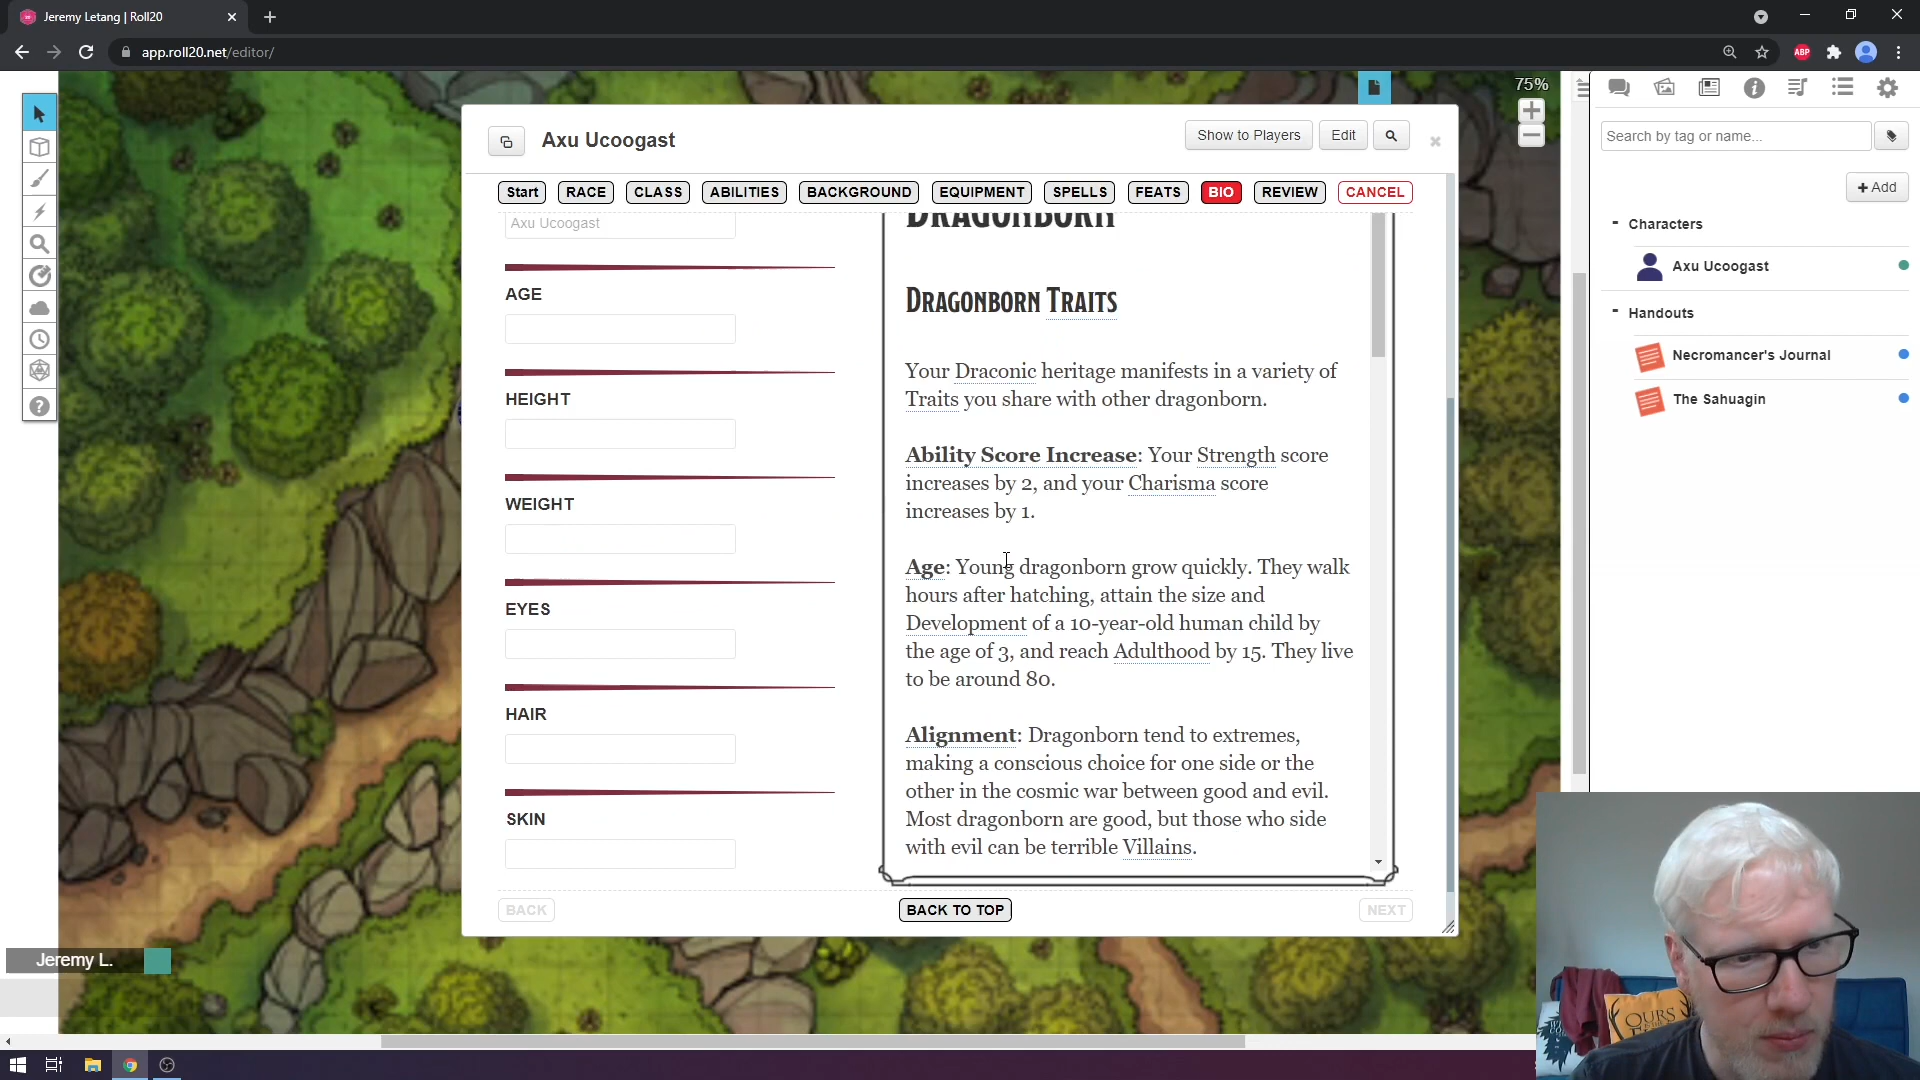 Jeremy Letang | Roll20
app.roll20.net/editor/
ABP
75%
Axu Ucoogast
Show to Players
Edit
Search by tag or name...
Start
RACE
CLASS
ABILITIES
BACKGROUND
EQUIPMENT
SPELLS
FEATS
BIO
REVIEW
CANCEL
+ Add
Axu Ucoogast
AGE
HEIGHT
WEIGHT
EYES
HAIR
SKIN
DRAGONBORN
DRAGONBORN TRAITS
Your Draconic heritage manifests in a variety of
Traits you share with other dragonborn.
Ability Score Increase: Your Strength score
increases by 2, and your Charisma score
increases by 1.
Age: Young dragonborn grow quickly. They walk
hours after hatching, attain the size and
Development of a 10-year-old human child by
the age of 3, and reach Adulthood by 15. They live
to be around 80.
Alignment: Dragonborn tend to extremes,
making a conscious choice for one side or the
other in the cosmic war between good and evil.
Most dragonborn are good, but those who side
with evil can be terrible Villains.
BACK
BACK TO TOP
NEXT
Characters
Axu Ucoogast
Handouts
Necromancer's Journal
The Sahuagin
Jeremy L.
OURS